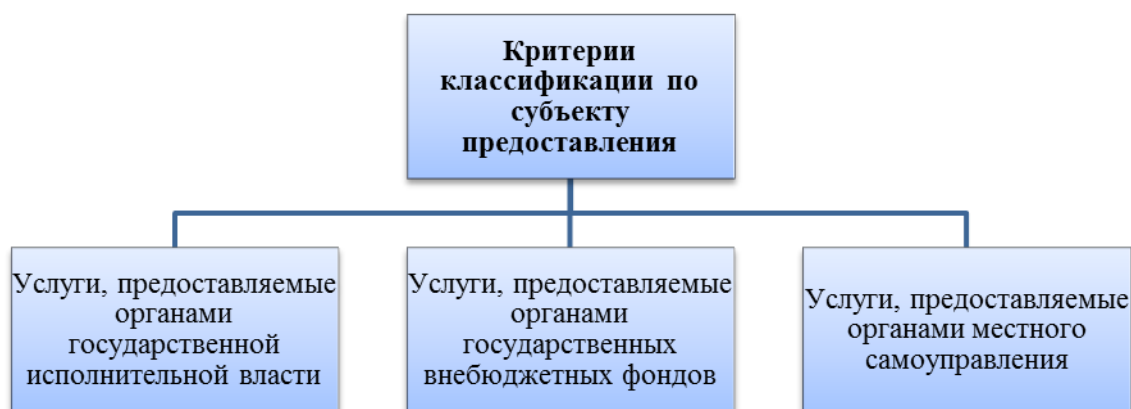 Критерии
классификации по
субъекту
предоставления
Услуги, предоставляемые
органами
государственной
исполнительной власти
Услуги, предоставляемые
органами
государственных
внебюджетных фондов
Услуги, предоставляемые
органами местного
самоуправления